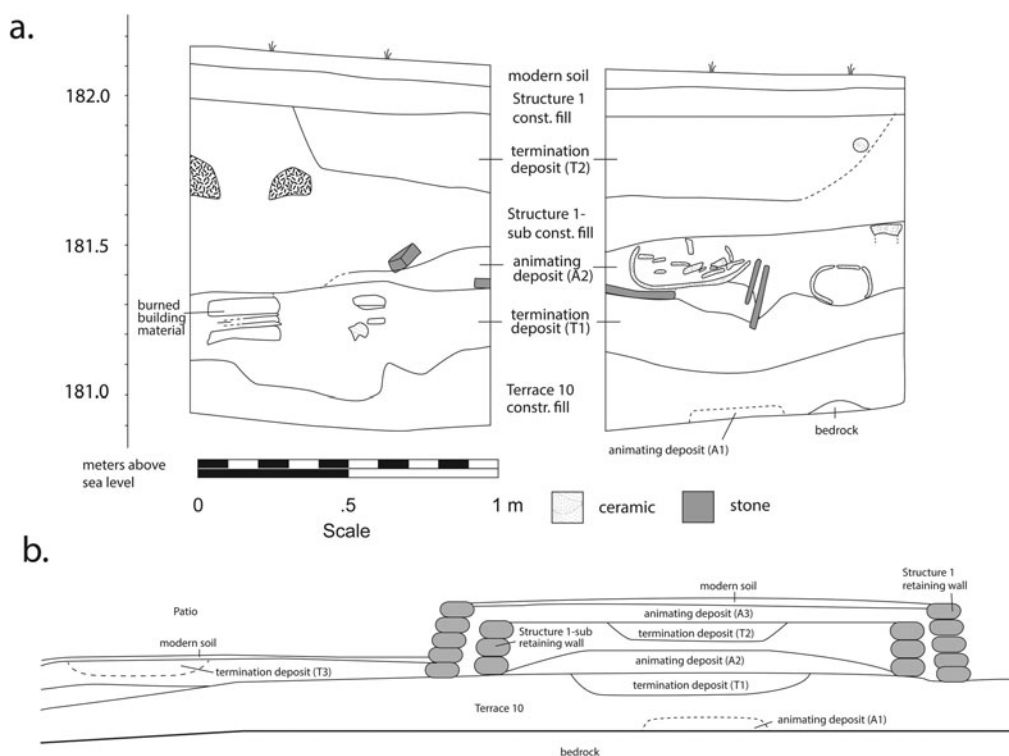 a.
182.0
181.5
181.0
meters above
sea level
modern soil
Structure 1
const. fill
termination
deposit (T2)
Structure 1-
sub const. fill
animating
deposit (A2)
burned
building
material
termination
deposit (T1)
Terrace 10
constr. fill
animating deposit (A1)
bedrock
0
.5
1 m
Scale
ceramic
stone
b.
Patio
modern soil
termination deposit (T3)
Structure 1-sub
retaining wall
modern soil
Structure 1
retaining wall
animating deposit (A3)
termination deposit (T2)
animating deposit (A2)
termination deposit (T1)
Terrace 10
animating deposit (A1)
bedrock